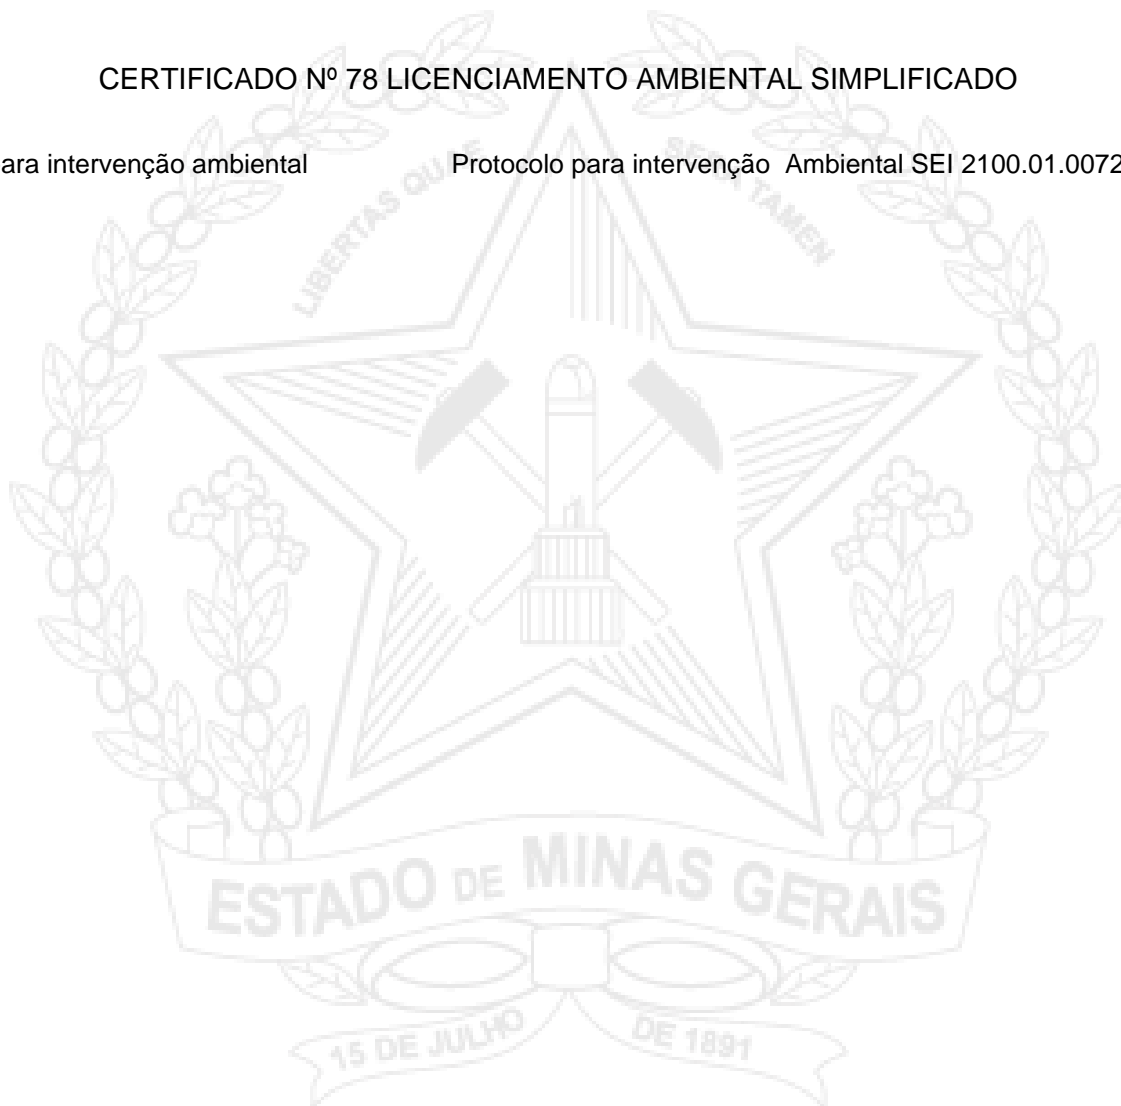 CERTIFICADO Nº 78 LICENCIAMENTO AMBIENTAL SIMPLIFICADO
ara intervenção ambiental Protocolo para intervenção Ambiental SEI 2100.01.0072
LIBERTAS QUÆ SERA TAMEN
ESTADO DE MINAS GERAIS
15 DE JULHO DE 1891